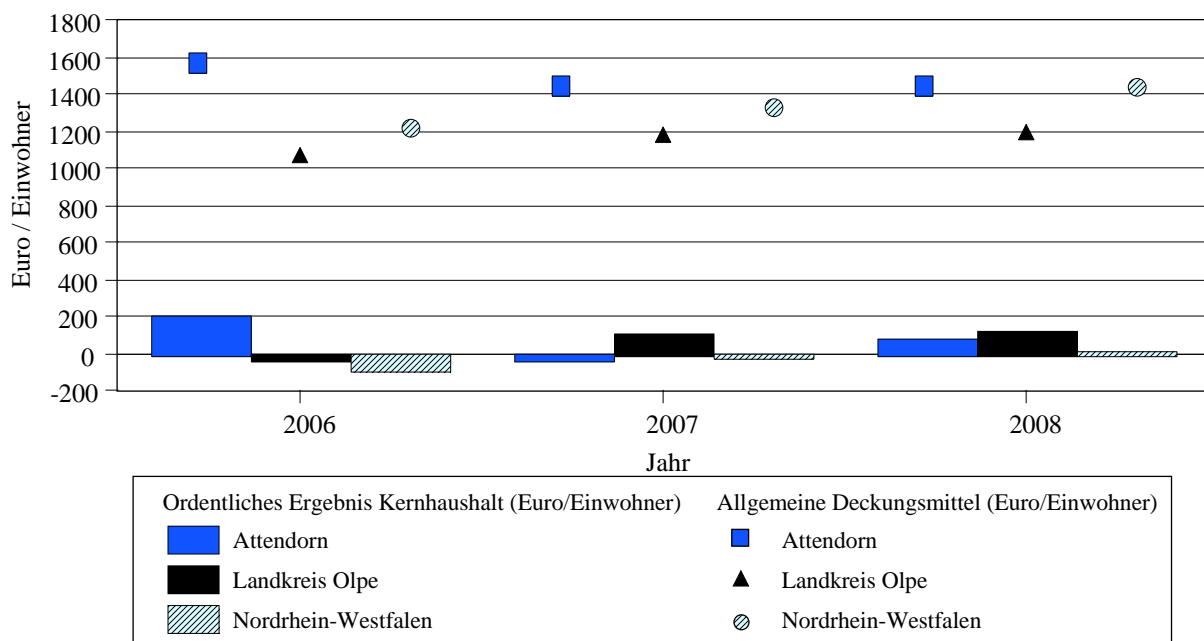 1800
1600
1400
1200
1000
800
600
400
200
0
-200
Euro / Einwohner
2006 2007 2008
Jahr
Ordentliches Ergebnis Kernhaushalt (Euro/Einwohner) Allgemeine Deckungsmittel (Euro/Einwohner)
Attendorn Attendorn
Landkreis Olpe Landkreis Olpe
Nordrhein-Westfalen Nordrhein-Westfalen